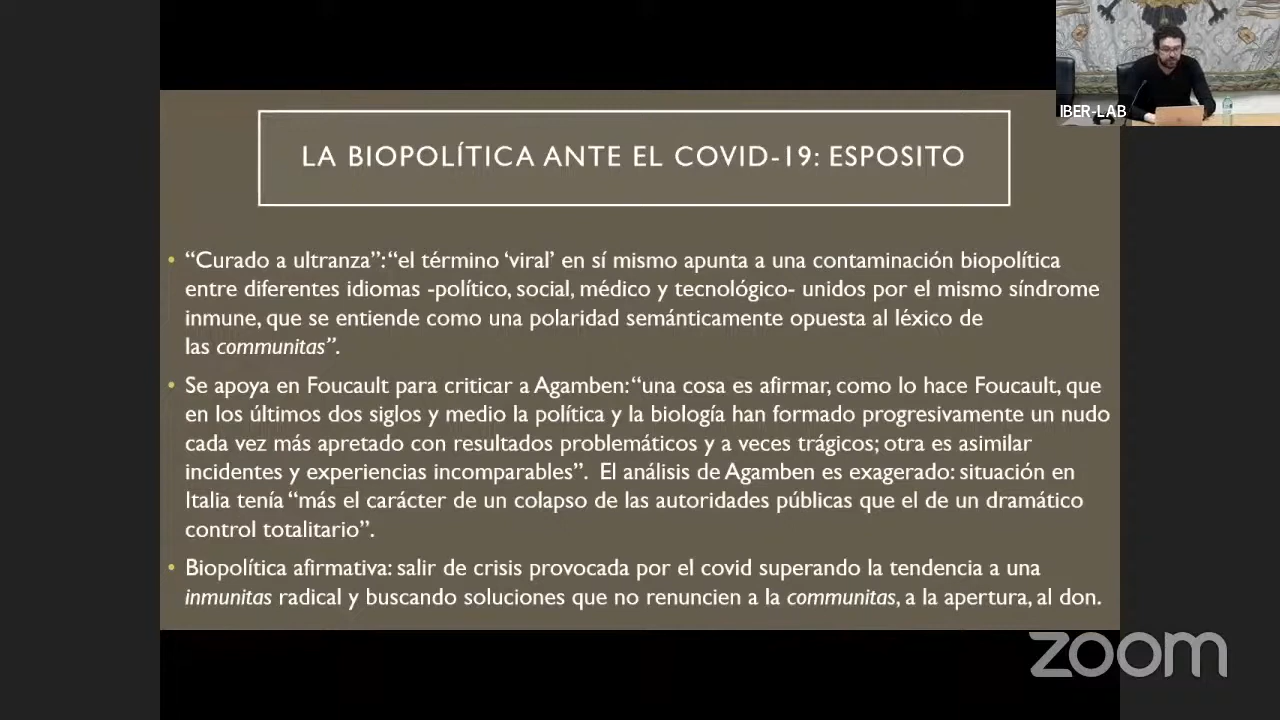 LA BIOPOLÍTICA ANTE EL COVID-19: ESPOSITO
IBER-LAB
• “Curado a ultranza”: “el término ‘viral’ en sí mismo apunta a una contaminación biopolítica
entre diferentes idiomas -político, social, médico y tecnológico- unidos por el mismo síndrome
inmune, que se entiende como una polaridad semánticamente opuesta al léxico de
las communitas”.
• Se apoya en Foucault para criticar a Agamben: “una cosa es afirmar, como lo hace Foucault, que
en los últimos dos siglos y medio la política y la biología han formado progresivamente un nudo
cada vez más apretado con resultados problemáticos y a veces trágicos; otra es asimilar
incidentes y experiencias incomparables”. El análisis de Agamben es exagerado: situación en
Italia tenía “más el carácter de un colapso de las autoridades públicas que el de un dramático
control totalitario”.
• Biopolítica afirmativa: salir de crisis provocada por el covid superando la tendencia a una
inmunitas radical y buscando soluciones que no renuncien a la communitas, a la apertura, al don.
zoom